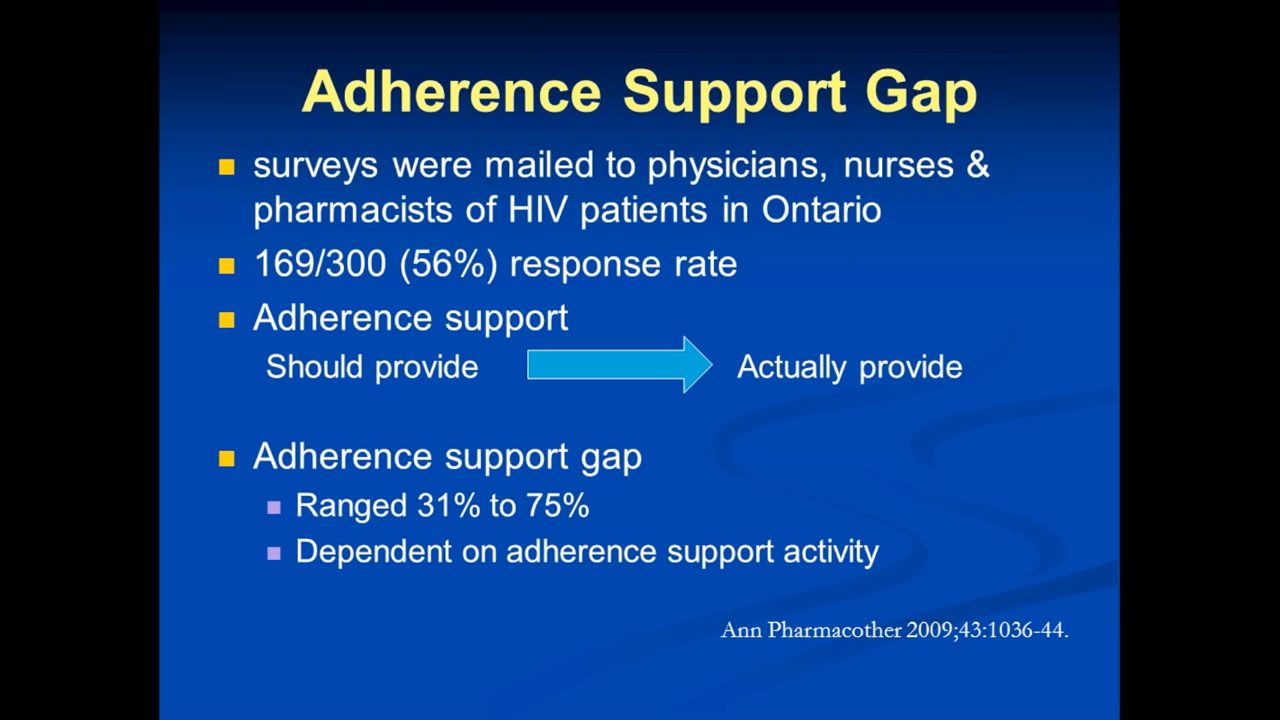 Adherence Support Gap
surveys were mailed to physicians, nurses &
pharmacists of HIV patients in Ontario
169/300 (56%) response rate
Adherence support
Should provide Actually provide
Adherence support gap
Ranged 31% to 75%
Dependent on adherence support activity
Ann Pharmacother 2009;43:1036-44.